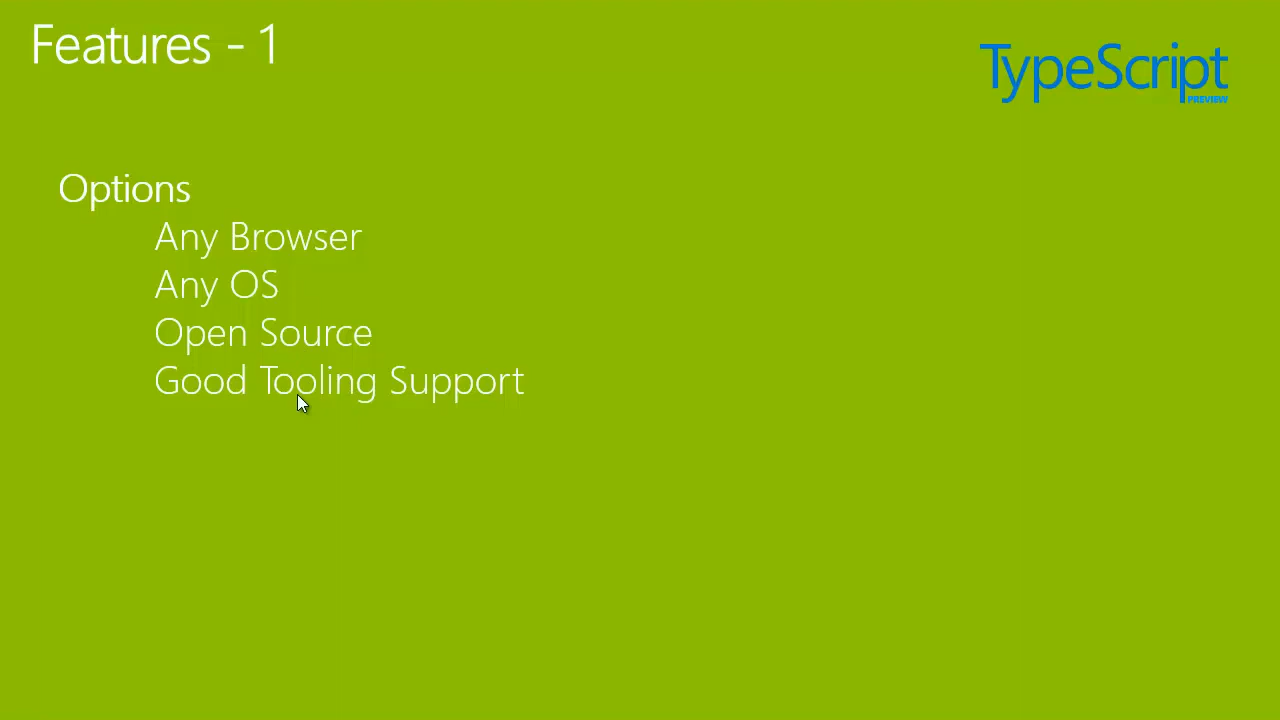 Features - 1
TypeScript
PREVIEW
Options
Any Browser
Any OS
Open Source
Good Tooling Support